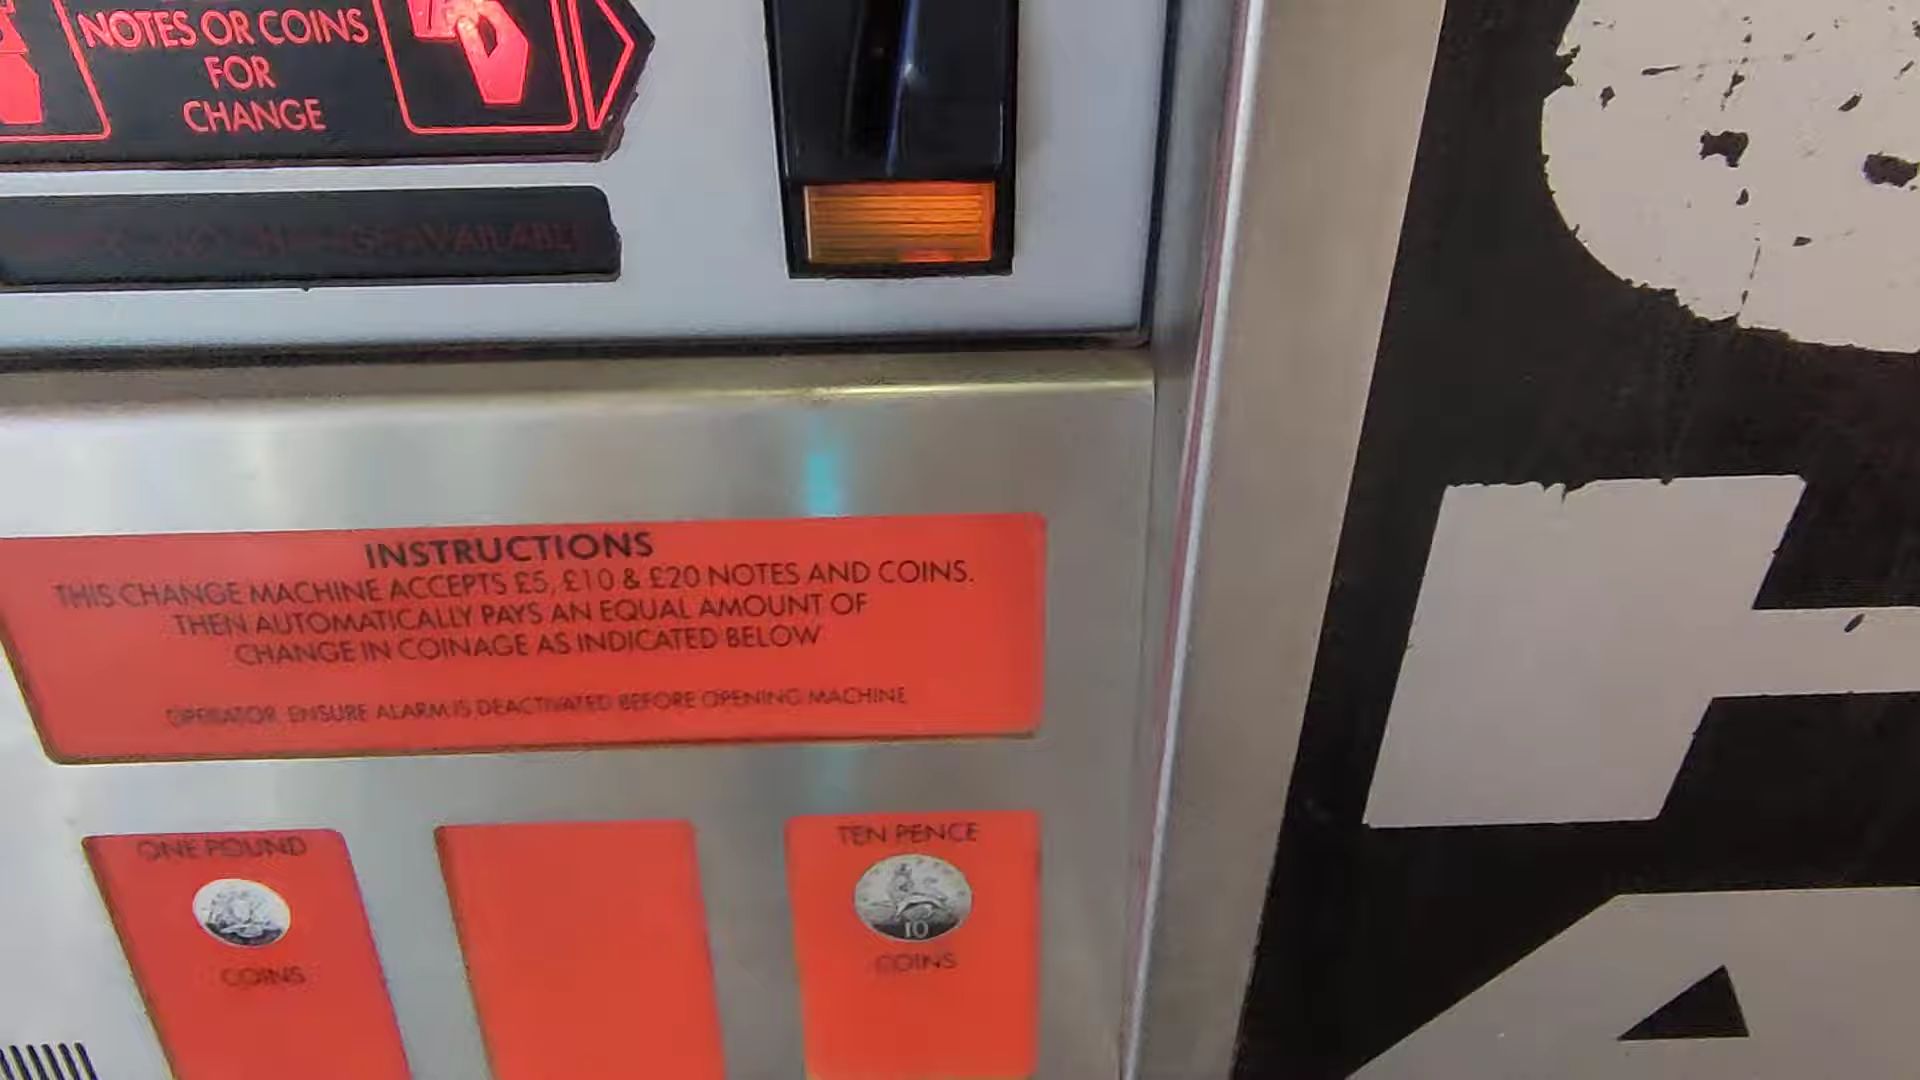 NOTES OR COINS
FOR
CHANGE
AVAILABLE
INSTRUCTIONS
THIS CHANGE MACHINE ACCEPTS £5, £10 & £20 NOTES AND COINS.
THEN AUTOMATICALLY PAYS AN EQUAL AMOUNT OF
CHANGE IN COINAGE AS INDICATED BELOW
OPERATOR ENSURE ALARM IS DEACTIVATED BEFORE OPENING MACHINE
ONE POUND
COINS
TEN PENCE
10
COINS